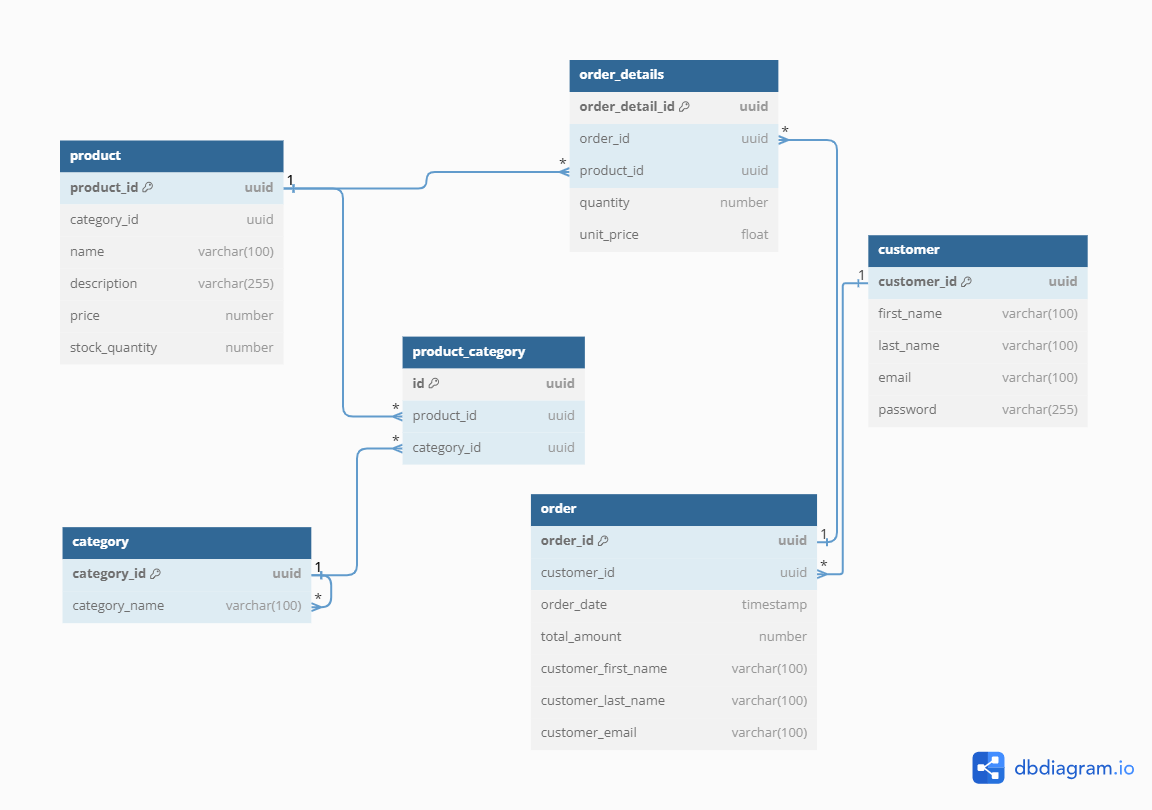 product
product_id uuid
category_id uuid
name varchar(100)
description varchar(255)
price number
stock_quantity number
1
order_details
order_detail_id uuid
order_id uuid
product_id uuid
quantity number
unit_price float
*
*
customer
customer_id uuid
first_name varchar(100)
last_name varchar(100)
email varchar(100)
password varchar(255)
1
product_category
id uuid
product_id uuid
category_id uuid
*
*
category
category_id uuid
category_name varchar(100)
1
*
order
order_id uuid
customer_id uuid
order_date timestamp
total_amount number
customer_first_name varchar(100)
customer_last_name varchar(100)
customer_email varchar(100)
1
*
dbdiagram.io